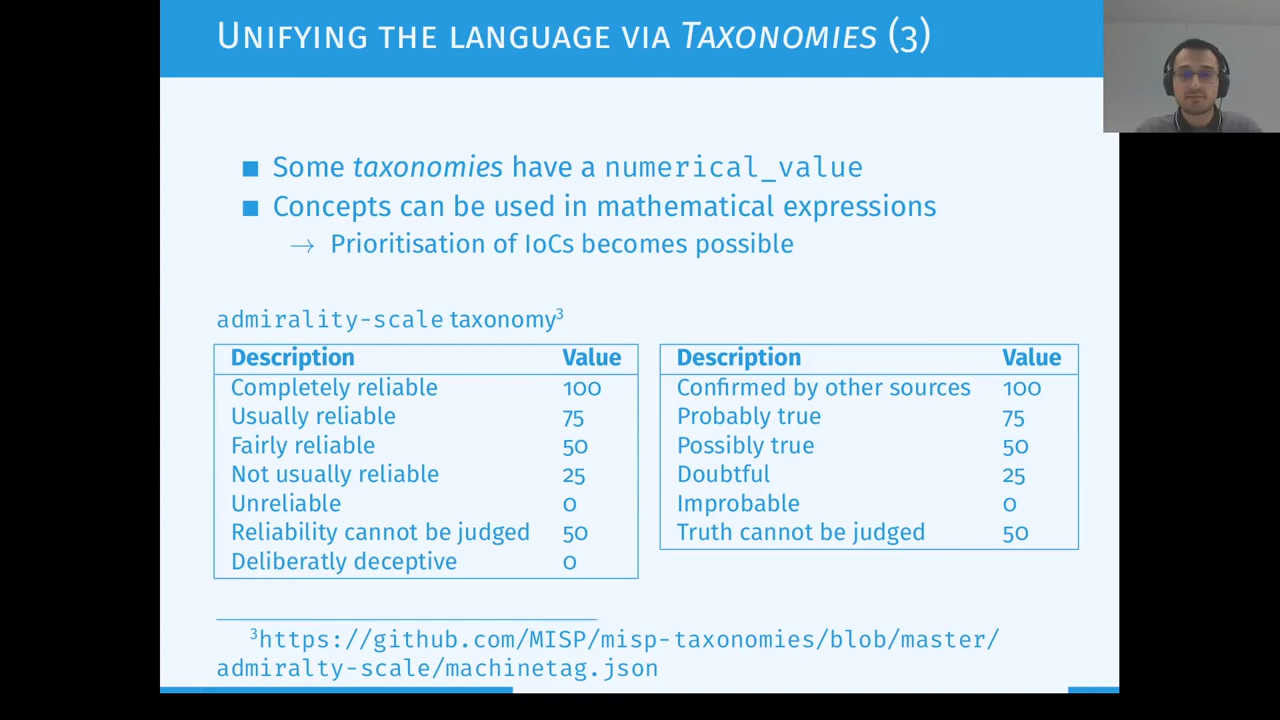 Unifying the language via Taxonomies (3)
■ Some taxonomies have a numerical_value
■ Concepts can be used in mathematical expressions
→ Prioritisation of IoCs becomes possible
admirality-scale taxonomy³
Description Value
Completely reliable 100
Usually reliable 75
Fairly reliable 50
Not usually reliable 25
Unreliable 0
Reliability cannot be judged 50
Deliberatly deceptive 0
Description Value
Confirmed by other sources 100
Probably true 75
Possibly true 50
Doubtful 25
Improbable 0
Truth cannot be judged 50
³https://github.com/MISP/misp-taxonomies/blob/master/
admiralty-scale/machinetag.json